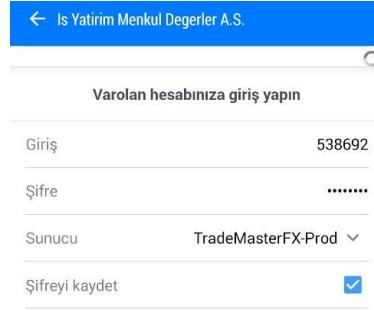 Is Yatirim Menkul Degerler A.S.
Varolan hesabınıza giriş yapın
Giriş 538692
Şifre ••••••••
Sunucu TradeMasterFX-Prod
Şifreyi kaydet